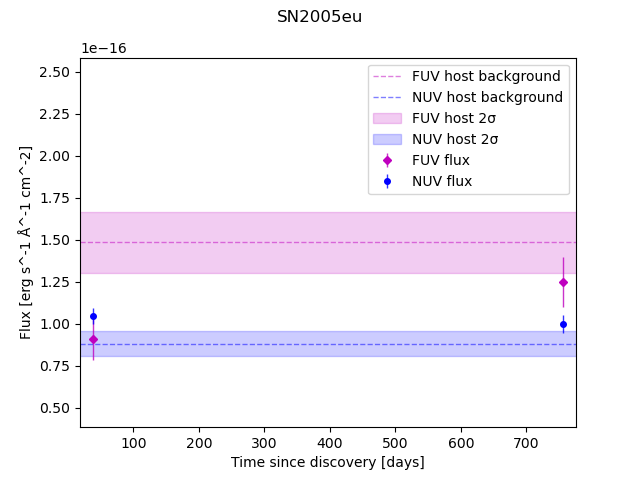 SN2005eu
1e−16
2.50
2.25
2.00
1.75
1.50
1.25
1.00
0.75
0.50
Flux [erg s^-1 Å^-1 cm^-2]
FUV host background
NUV host background
FUV host 2σ
NUV host 2σ
FUV flux
NUV flux
100 200 300 400 500 600 700
Time since discovery [days]